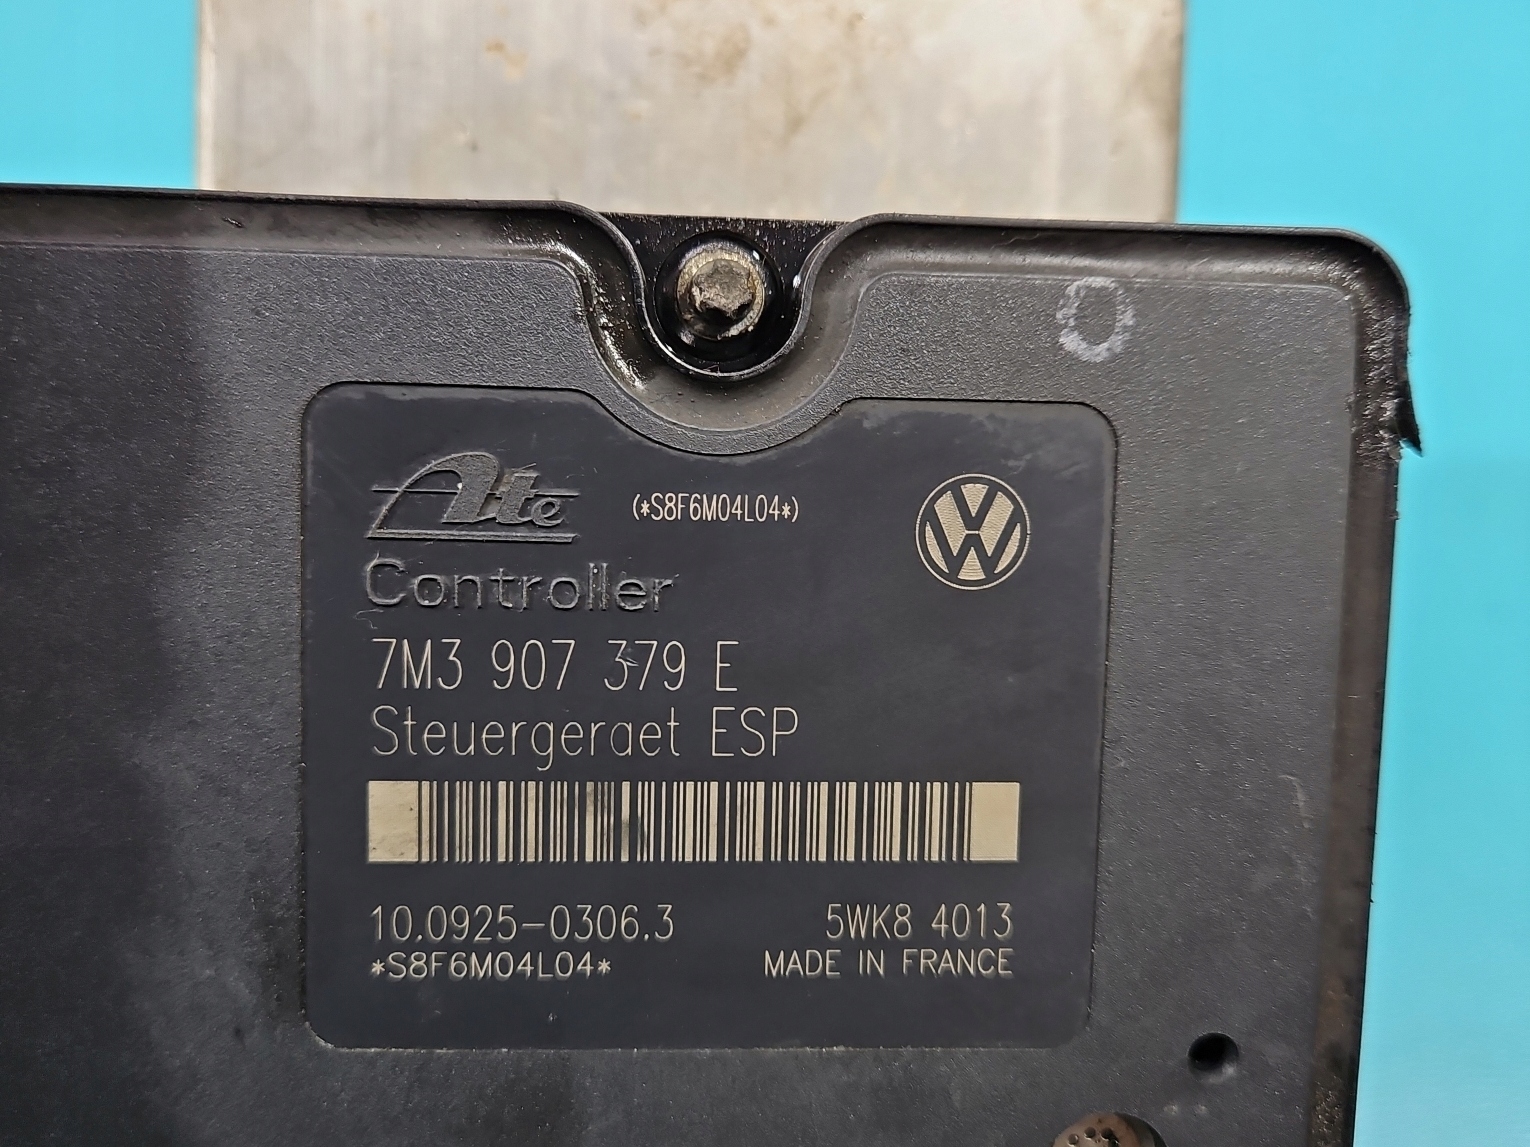 Ate
(*S8F6M04L04*)
Controller
7M3 907 379 E
Steuergeraet ESP
10.0925-0306.3
5WK8 4013
*S8F6M04L04*
MADE IN FRANCE
O